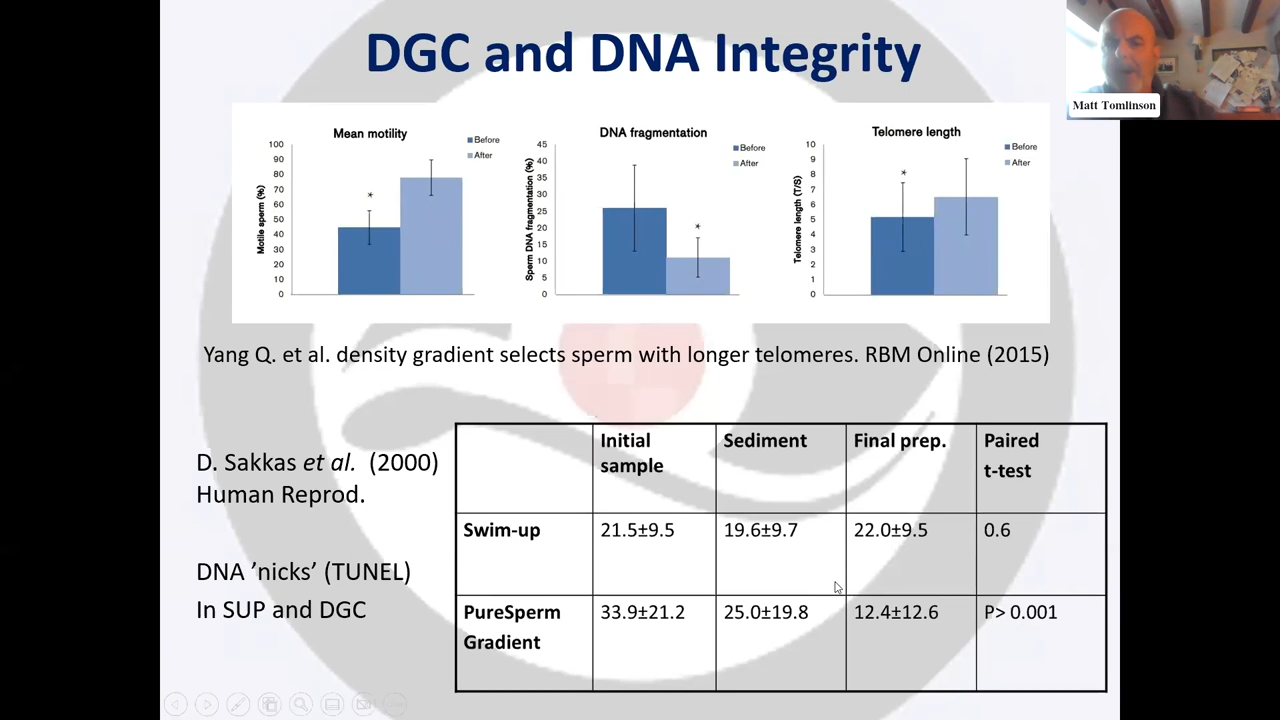 DGC and DNA Integrity
Matt Tomlinson
Mean motility
Before
After
100
90
80
70
60
50
40
30
20
10
0
Motile sperm (%)
*
DNA fragmentation
Before
After
45
40
35
30
25
20
15
10
5
0
Sperm DNA fragmentation (%)
*
Telomere length
Before
After
10
9
8
7
6
5
4
3
2
1
0
Telomere length (T/S)
*
Yang Q. et al. density gradient selects sperm with longer telomeres. RBM Online (2015)
D. Sakkas et al. (2000)
Human Reprod.
DNA ’nicks’ (TUNEL)
In SUP and DGC
Initial sample Sediment Final prep. Paired t-test
Swim-up 21.5±9.5 19.6±9.7 22.0±9.5 0.6
PureSperm Gradient 33.9±21.2 25.0±19.8 12.4±12.6 P> 0.001